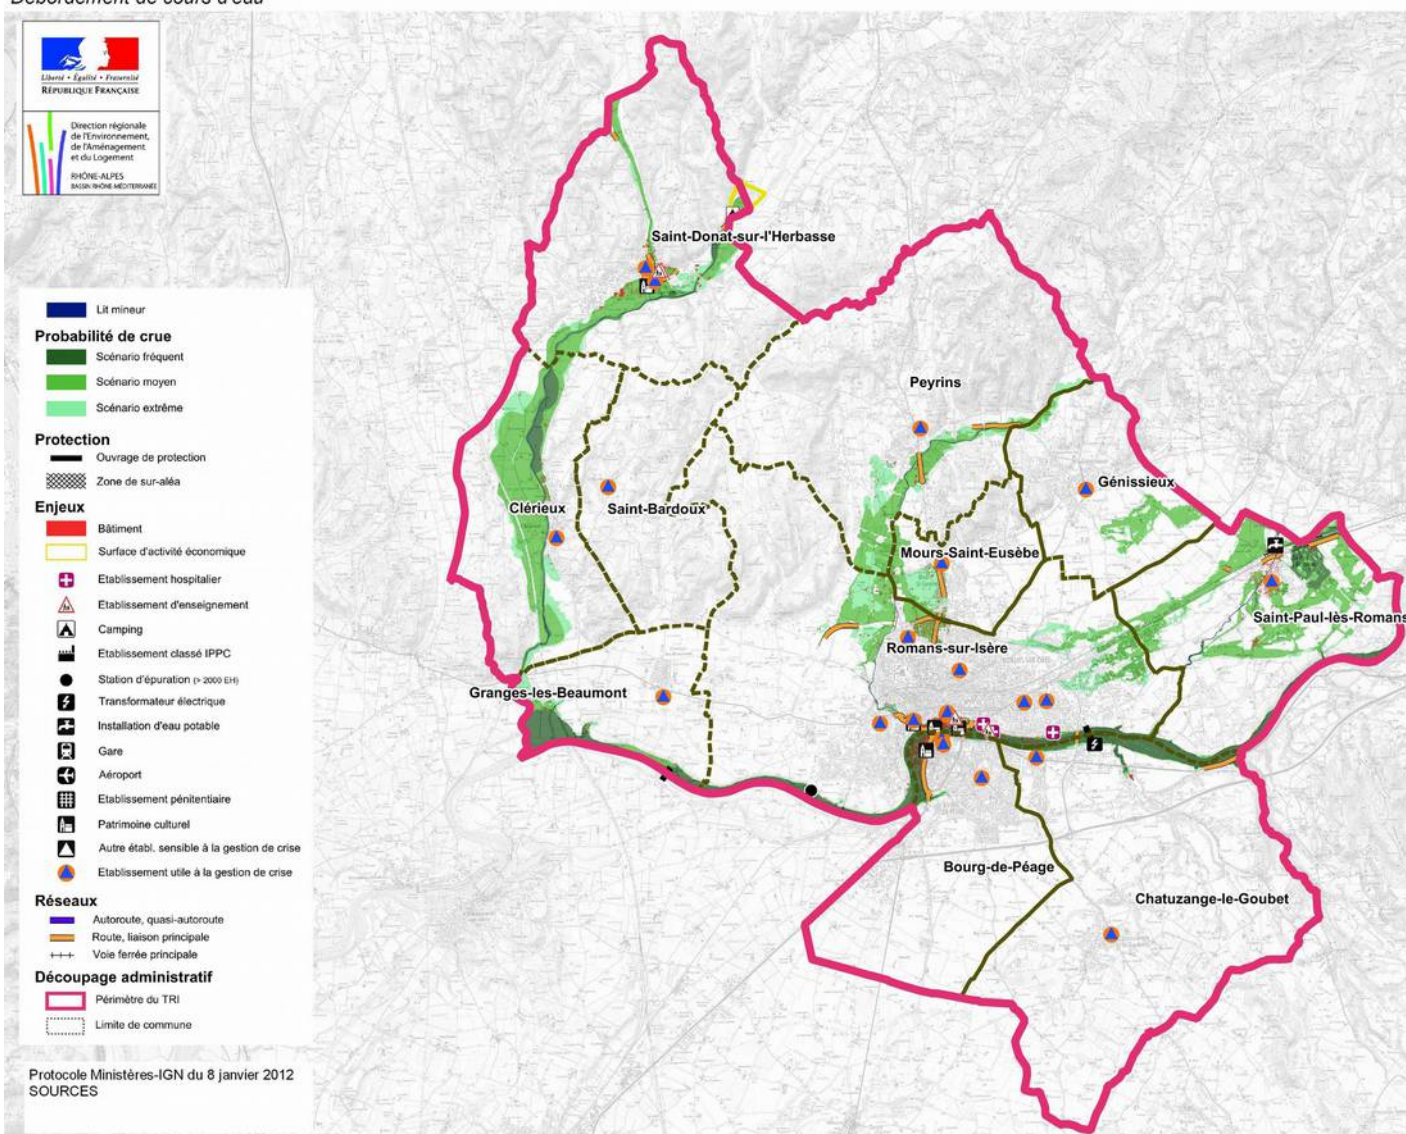 Débordement de cours d'eau
Liberté • Égalité • Fraternité
RÉPUBLIQUE FRANÇAISE
Direction régionale
de l'Environnement,
de l'Aménagement
et du Logement
RHÔNE-ALPES
BASSIN RHÔNE-MÉDITERRANÉE
Lit mineur
Probabilité de crue
Scénario fréquent
Scénario moyen
Scénario extrême
Protection
Ouvrage de protection
Zone de sur-aléa
Enjeux
Bâtiment
Surface d'activité économique
Etablissement hospitalier
Etablissement d'enseignement
Camping
Etablissement classé IPPC
Station d'épuration (> 2000 EH)
Transformateur électrique
Installation d'eau potable
Gare
Aéroport
Etablissement pénitentiaire
Patrimoine culturel
Autre établ. sensible à la gestion de crise
Etablissement utile à la gestion de crise
Réseaux
Autoroute, quasi-autoroute
Route, liaison principale
Voie ferrée principale
Découpage administratif
Périmètre du TRI
Limite de commune
Protocole Ministères-IGN du 8 janvier 2012
SOURCES
Saint-Donat-sur-l'Herbasse
Peyrins
Génissieux
Clérieux
Saint-Bardoux
Mours-Saint-Eusèbe
Saint-Paul-lès-Romans
Romans-sur-Isère
Granges-les-Beaumont
Bourg-de-Péage
Chatuzange-le-Goubet